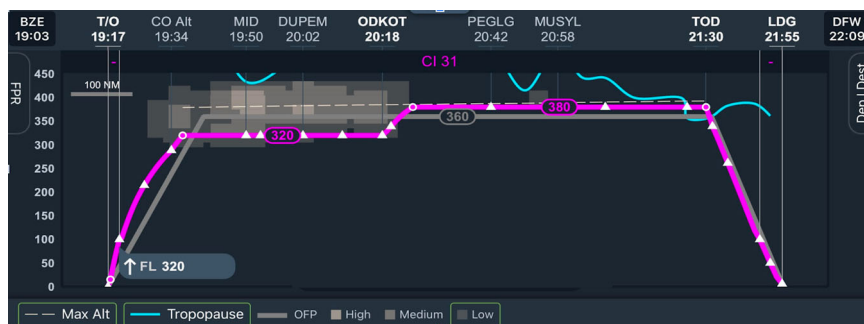 BZE T/O CO Alt MID DUPEM ODKOT PEGLG MUSYL TOD LDG DFW
19:03 19:17 19:34 19:50 20:02 20:18 20:42 20:58 21:30 21:55 22:09
- CI 31 -
FPR
Dep | Dest
450
100 NM
400
380
360
350
320
300
250
200
150
100
50
↑ FL 320
0
Max Alt Tropopause OFP High Medium Low